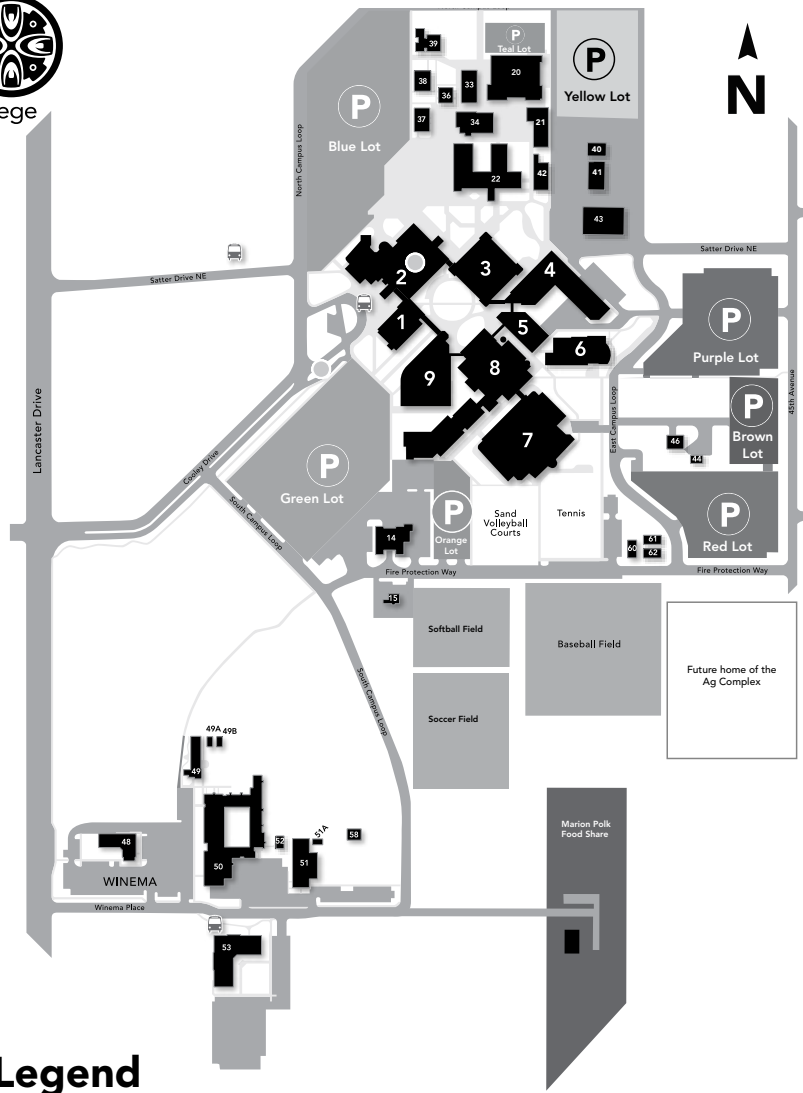 ege
39
P
Teal Lot
38
33
20
36
P
Yellow Lot
N
P
Blue Lot
37
34
21
North Campus Loop
22
42
40
41
43
Satter Drive NE
Satter Drive NE
2
3
4
1
5
6
8
9
7
P
Purple Lot
45th Avenue
Lancaster Drive
Cooley Drive
P
Green Lot
South Campus Loop
East Campus Loop
46
44
P
Brown
Lot
P
Orange
Lot
Sand
Volleyball
Courts
Tennis
P
Red Lot
14
60
61
62
Fire Protection Way
Fire Protection Way
15
Softball Field
Baseball Field
Future home of the
Ag Complex
South Campus Loop
Soccer Field
49A
49B
49
48
WINEMA
50
52
51A
51
58
Winema Place
53
Marion Polk
Food Share
Legend